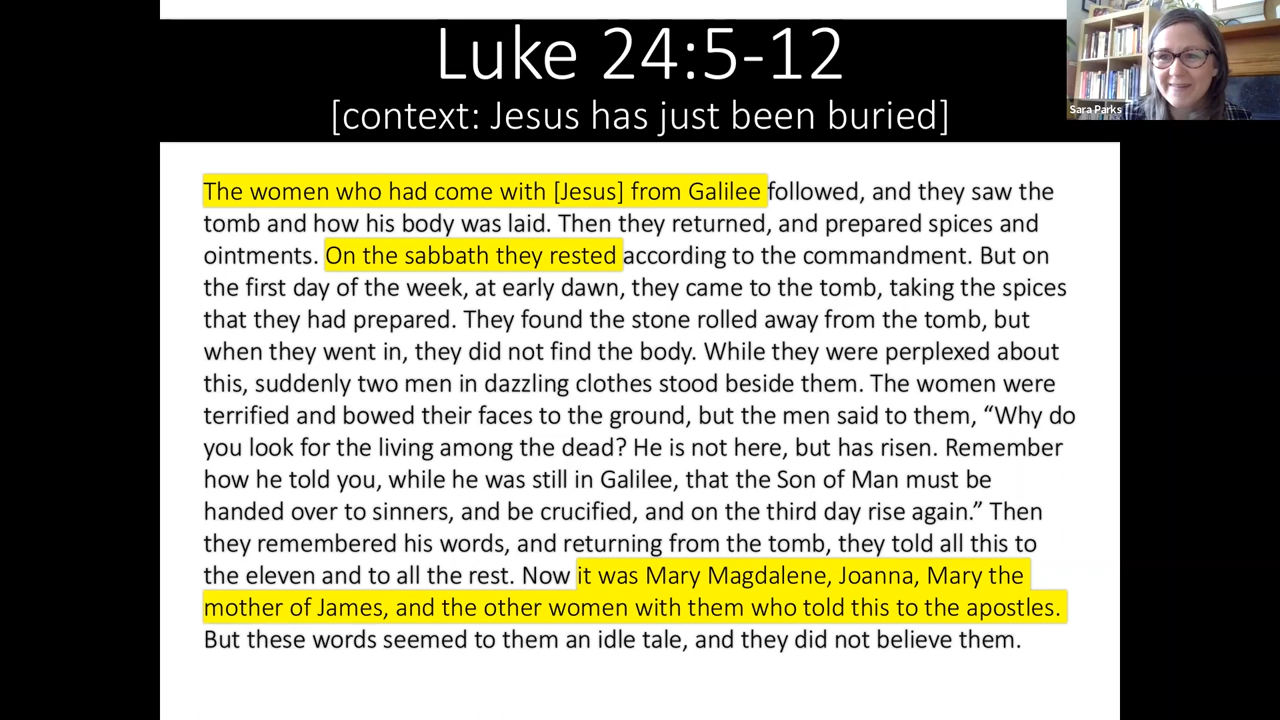 Luke 24:5-12
[context: Jesus has just been buried]
Sara Parks
The women who had come with [Jesus] from Galilee followed, and they saw the
tomb and how his body was laid. Then they returned, and prepared spices and
ointments. On the sabbath they rested according to the commandment. But on
the first day of the week, at early dawn, they came to the tomb, taking the spices
that they had prepared. They found the stone rolled away from the tomb, but
when they went in, they did not find the body. While they were perplexed about
this, suddenly two men in dazzling clothes stood beside them. The women were
terrified and bowed their faces to the ground, but the men said to them, “Why do
you look for the living among the dead? He is not here, but has risen. Remember
how he told you, while he was still in Galilee, that the Son of Man must be
handed over to sinners, and be crucified, and on the third day rise again.” Then
they remembered his words, and returning from the tomb, they told all this to
the eleven and to all the rest. Now it was Mary Magdalene, Joanna, Mary the
mother of James, and the other women with them who told this to the apostles.
But these words seemed to them an idle tale, and they did not believe them.